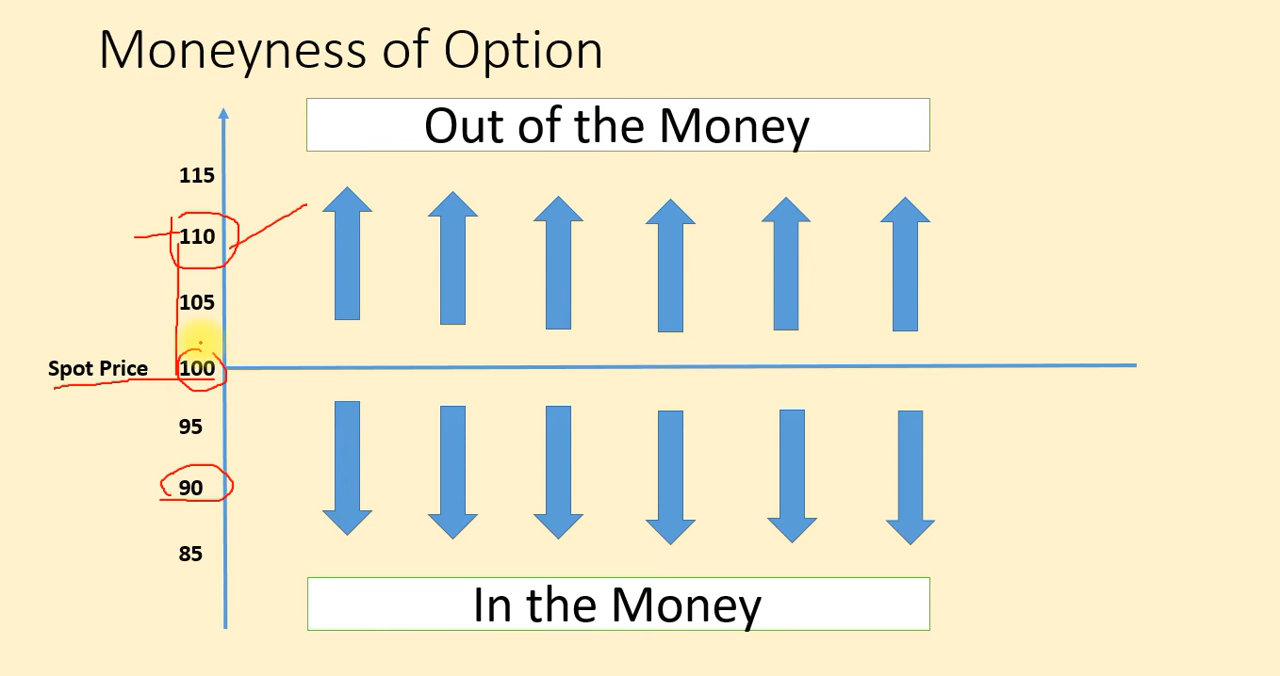 Moneyness of Option
Out of the Money
115
110
105
Spot Price 100
95
90
85
In the Money